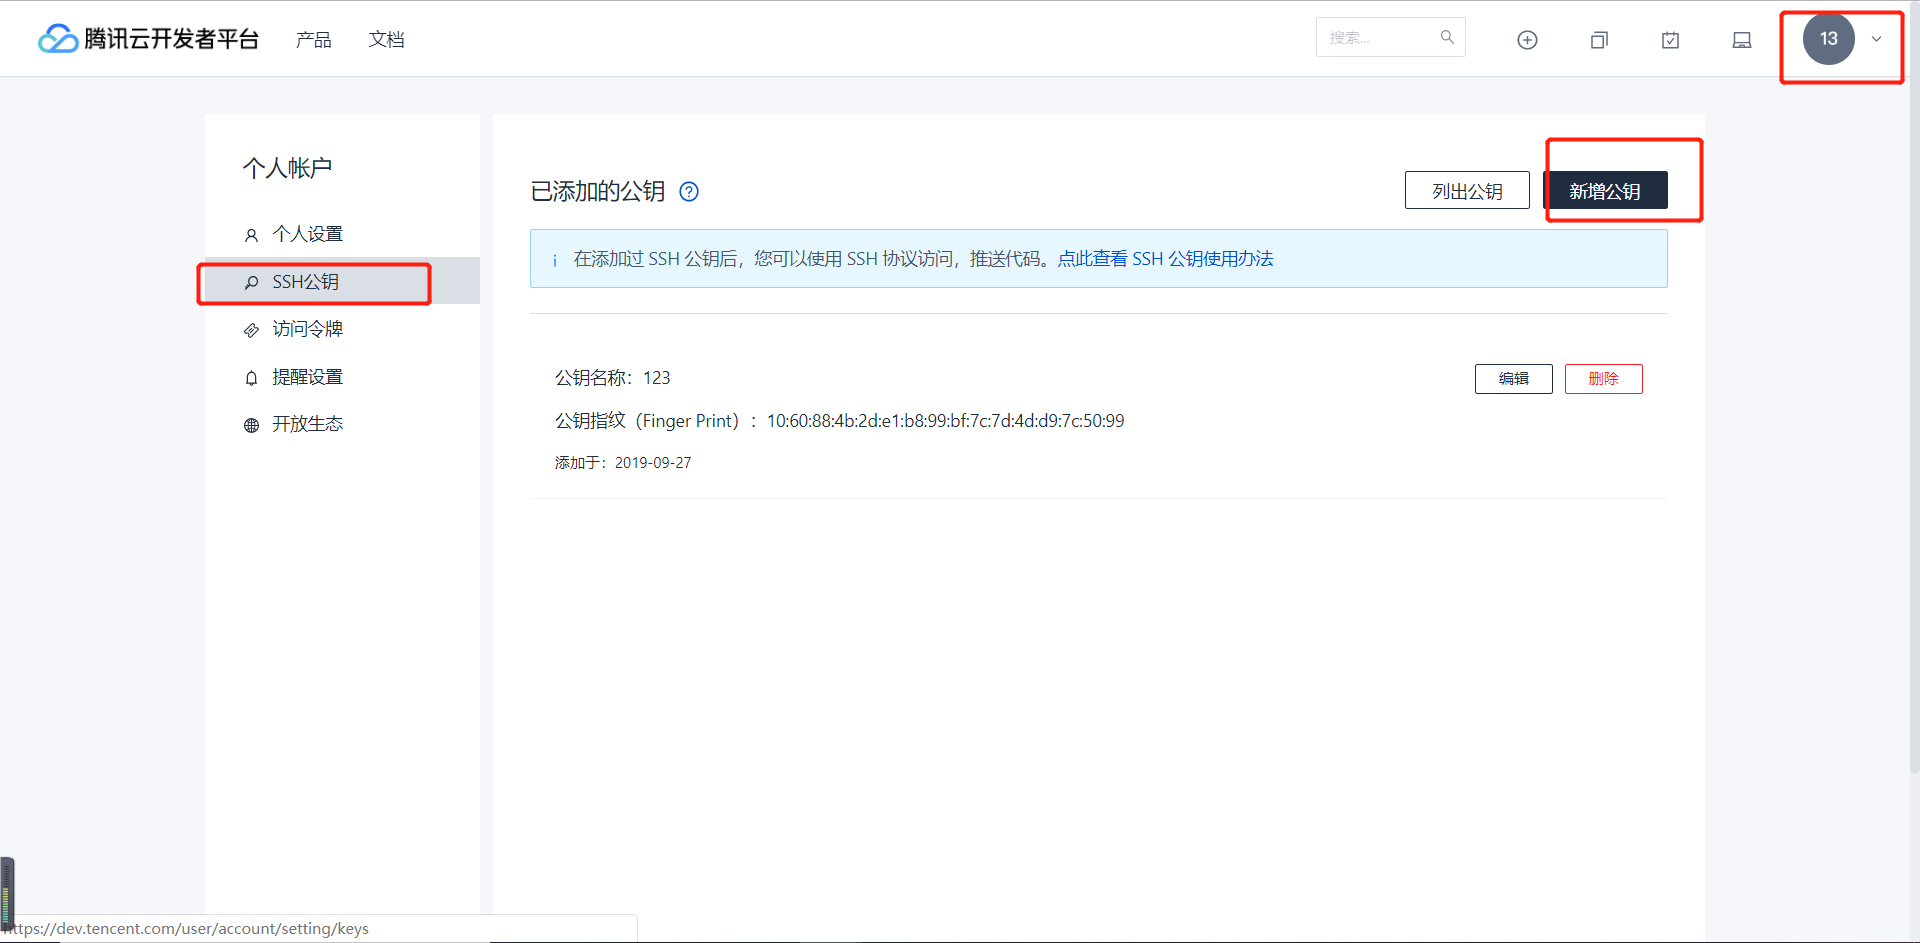 腾讯云开发者平台 产品 文档 搜索... 13
个人帐户
个人设置
SSH公钥
访问令牌
提醒设置
开放生态
已添加的公钥 ? 列出公钥 新增公钥
i 在添加过 SSH 公钥后，您可以使用 SSH 协议访问，推送代码。点此查看 SSH 公钥使用办法
公钥名称：123 编辑 删除
公钥指纹（Finger Print）：10:60:88:4b:2d:e1:b8:99:bf:7c:7d:4d:d9:7c:50:99
添加于：2019-09-27
https://dev.tencent.com/user/account/setting/keys